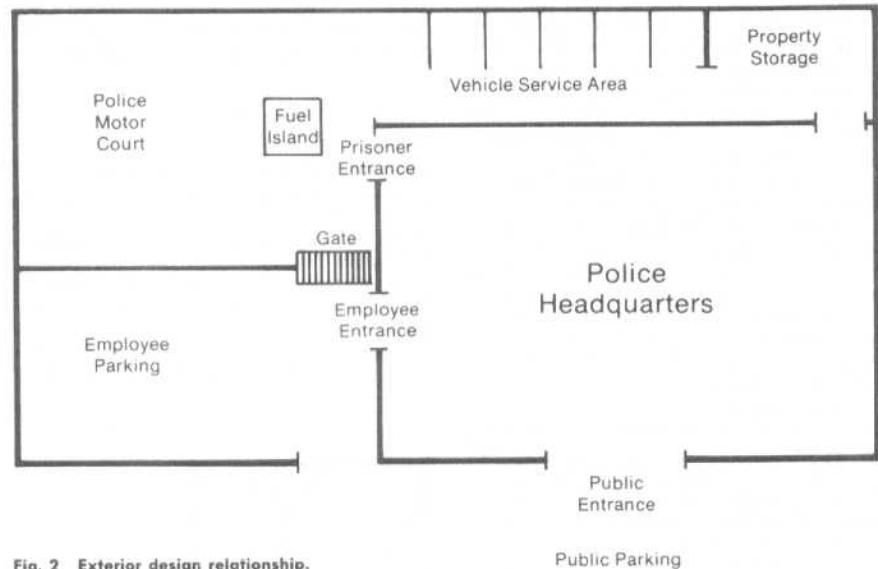 Property
Storage
Vehicle Service Area
Police
Motor
Court
Fuel
Island
Prisoner
Entrance
Gate
Police
Headquarters
Employee
Entrance
Employee
Parking
Public
Entrance
Public Parking
Fig. 2 Exterior design relationship.